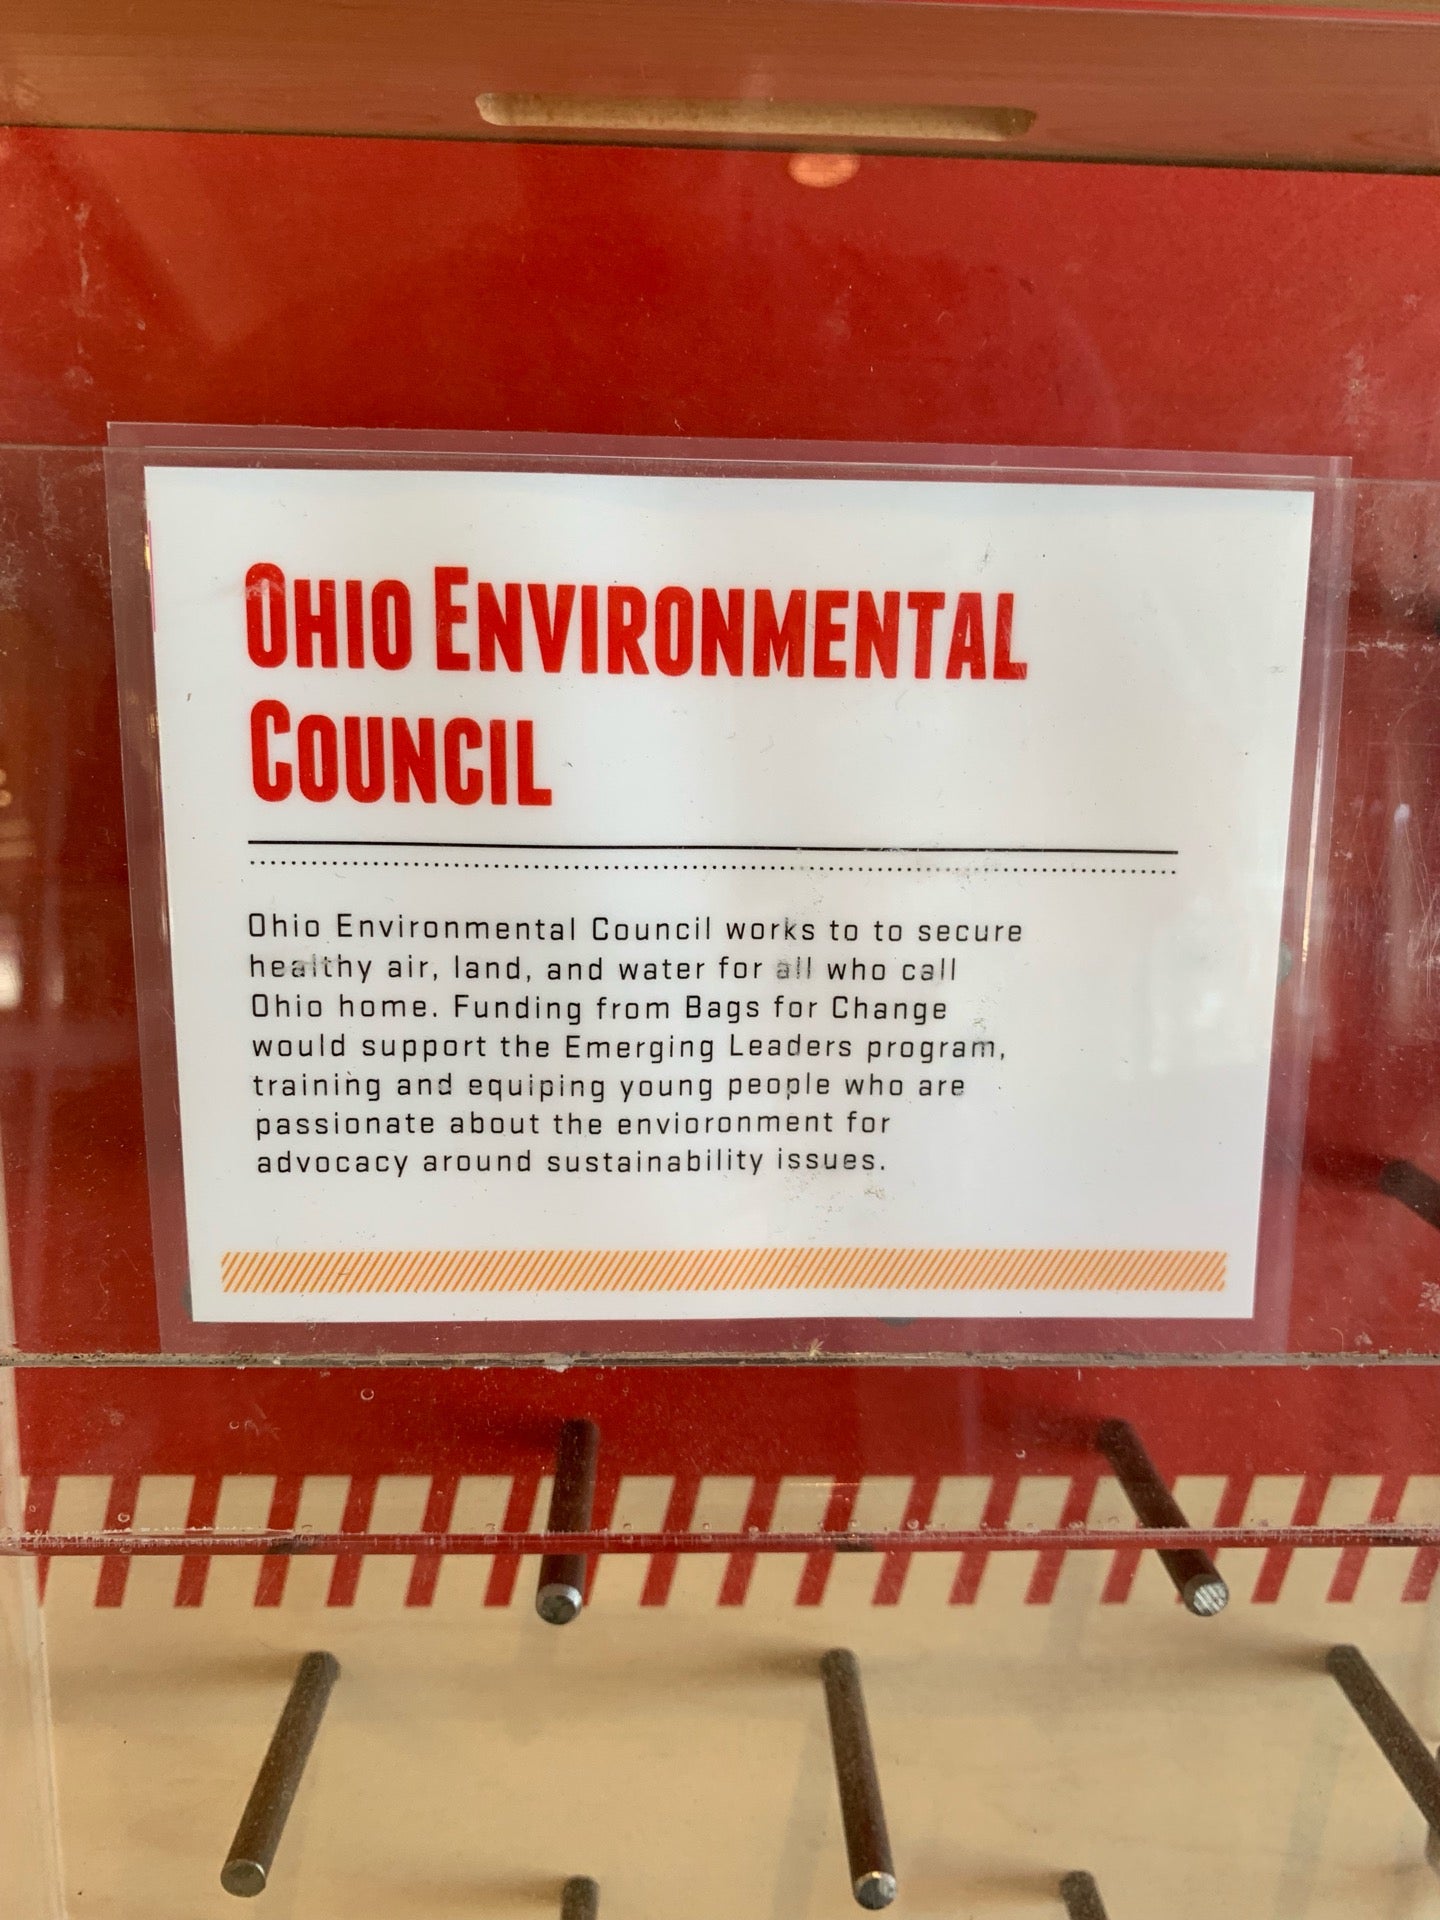 OHIO ENVIRONMENTAL
COUNCIL
Ohio Environmental Council works to to secure
healthy air, land, and water for all who call
Ohio home. Funding from Bags for Change
would support the Emerging Leaders program,
training and equiping young people who are
passionate about the envioronment for
advocacy around sustainability issues.